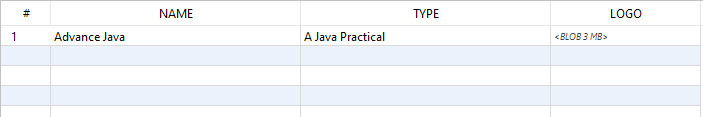 # NAME TYPE LOGO
1 Advance Java A Java Practical <BLOB 3 MB>